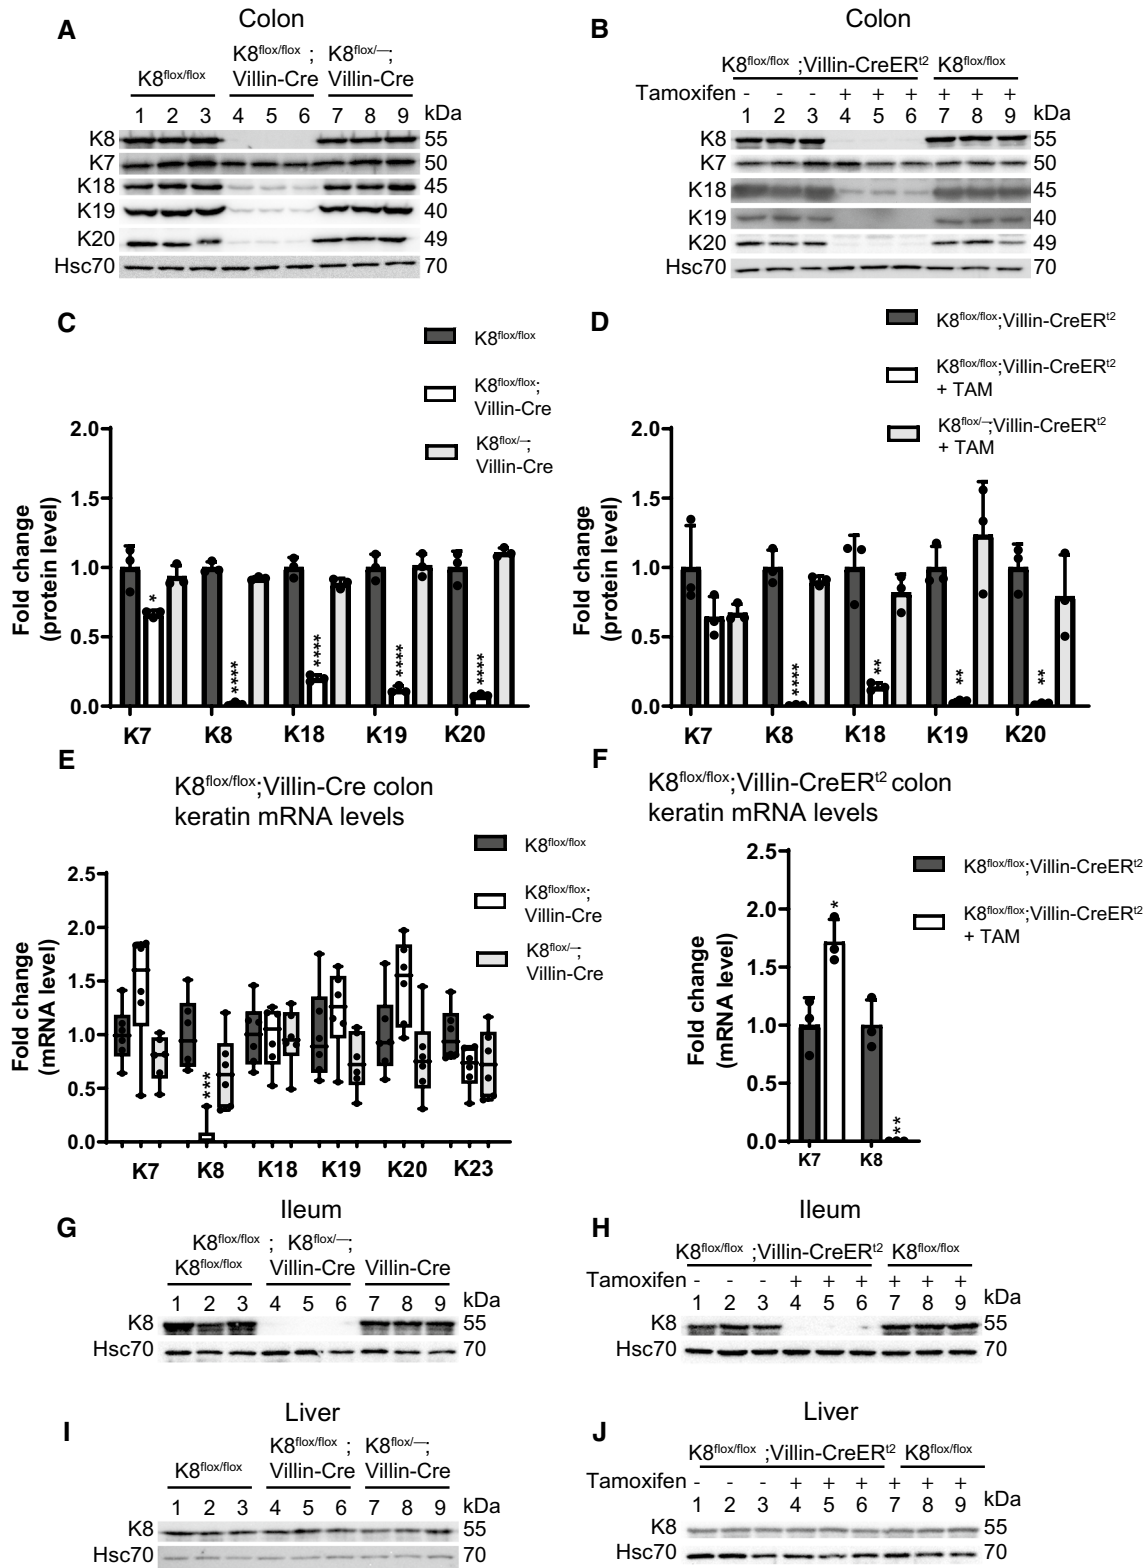 A
Colon
K8flox/flox
K8flox/flox ;
Villin-Cre
K8flox/–;
Villin-Cre
1 2 3 4 5 6 7 8 9 kDa
K8 55
K7 50
K18 45
K19 40
K20 49
Hsc70 70
B
Colon
K8flox/flox ;Villin-CreERt2 K8flox/flox
Tamoxifen - - - + + + + + +
1 2 3 4 5 6 7 8 9 kDa
K8 55
K7 50
K18 45
K19 40
K20 49
Hsc70 70
C
K8flox/flox
K8flox/flox;
Villin-Cre
K8flox/–;
Villin-Cre
Fold change
(protein level)
2.0
1.5
1.0
0.5
0.0
* **** **** **** ****
K7 K8 K18 K19 K20
D
K8flox/flox;Villin-CreERt2
K8flox/flox;Villin-CreERt2
+ TAM
K8flox/–;Villin-CreERt2
+ TAM
Fold change
(protein level)
2.0
1.5
1.0
0.5
0.0
**** ** ** **
K7 K8 K18 K19 K20
E
K8flox/flox;Villin-Cre colon
keratin mRNA levels
K8flox/flox
K8flox/flox;
Villin-Cre
K8flox/–;
Villin-Cre
Fold change
(mRNA level)
2.5
2.0
1.5
1.0
0.5
0.0
***
K7 K8 K18 K19 K20 K23
F
K8flox/flox;Villin-CreERt2 colon
keratin mRNA levels
K8flox/flox;Villin-CreERt2
K8flox/flox;Villin-CreERt2
+ TAM
Fold change
(mRNA level)
2.5
2.0
1.5
1.0
0.5
0.0
* **
K7 K8
G
Ileum
K8flox/flox ; K8flox/–;
K8flox/flox Villin-Cre Villin-Cre
1 2 3 4 5 6 7 8 9 kDa
K8 55
Hsc70 70
H
Ileum
K8flox/flox ;Villin-CreERt2 K8flox/flox
Tamoxifen - - - + + + + + +
1 2 3 4 5 6 7 8 9 kDa
K8 55
Hsc70 70
I
Liver
K8flox/flox ; K8flox/–;
K8flox/flox Villin-Cre Villin-Cre
1 2 3 4 5 6 7 8 9 kDa
K8 55
Hsc70 70
J
Liver
K8flox/flox ;Villin-CreERt2 K8flox/flox
Tamoxifen - - - + + + + + +
1 2 3 4 5 6 7 8 9 kDa
K8 55
Hsc70 70